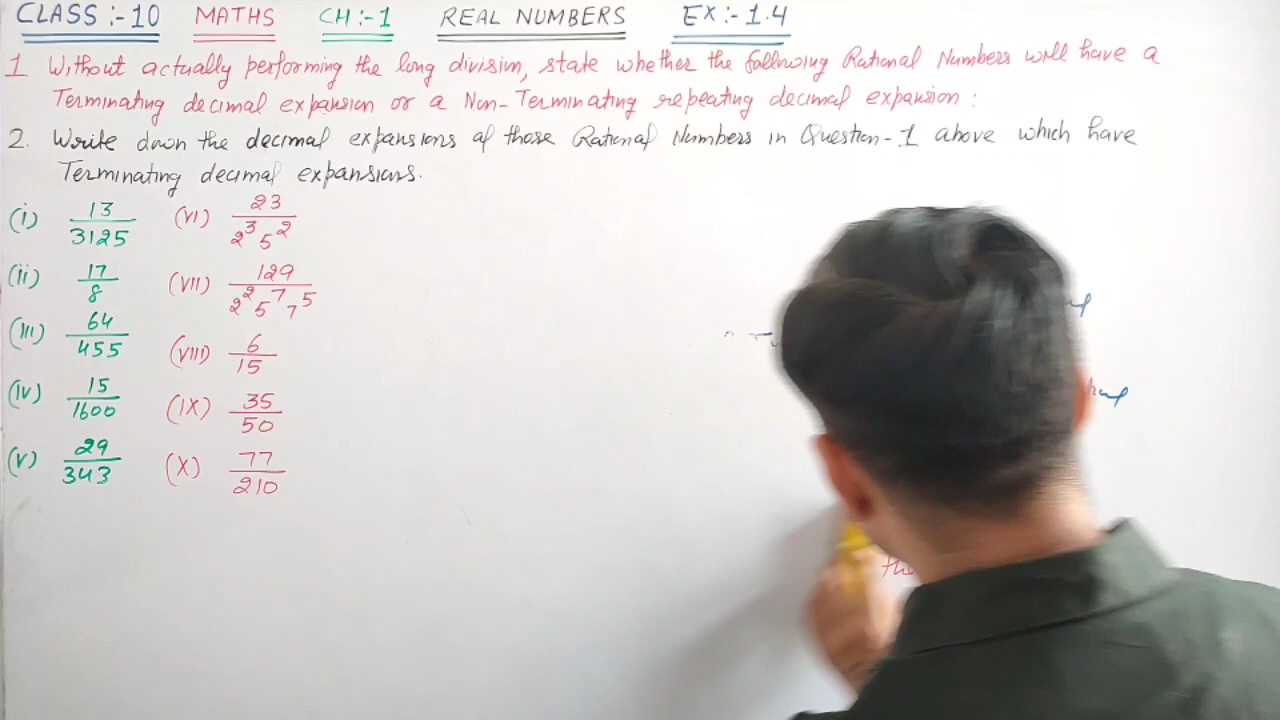 CLASS :- 10 MATHS CH :- 1 REAL NUMBERS EX :- 1.4
1. Without actually performing the long division, state whether the following Rational Numbers will have a
Terminating decimal expansion or a Non-Terminating repeating decimal expansion :
2. Write down the decimal expansions of those Rational Numbers in Question-1 above which have
Terminating decimal expansions.
(i) 13/3125 (VI) 23/2³5²
(ii) 17/8 (VII) 129/2²5⁷7⁵
(III) 64/455 (VIII) 6/15
(IV) 15/1600 (IX) 35/50
(V) 29/343 (X) 77/210